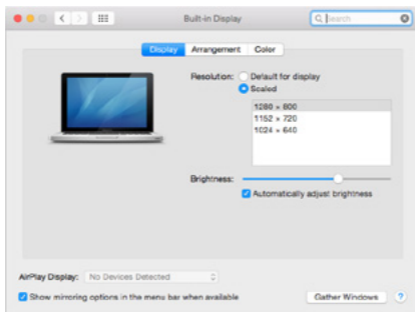 Built-in Display
Search
Display Arrangement Color
Resolution: Default for display
Scaled
1280 × 800
1152 × 720
1024 × 640
Brightness:
Automatically adjust brightness
AirPlay Display: No Devices Detected
Show mirroring options in the menu bar when available
Gather Windows ?